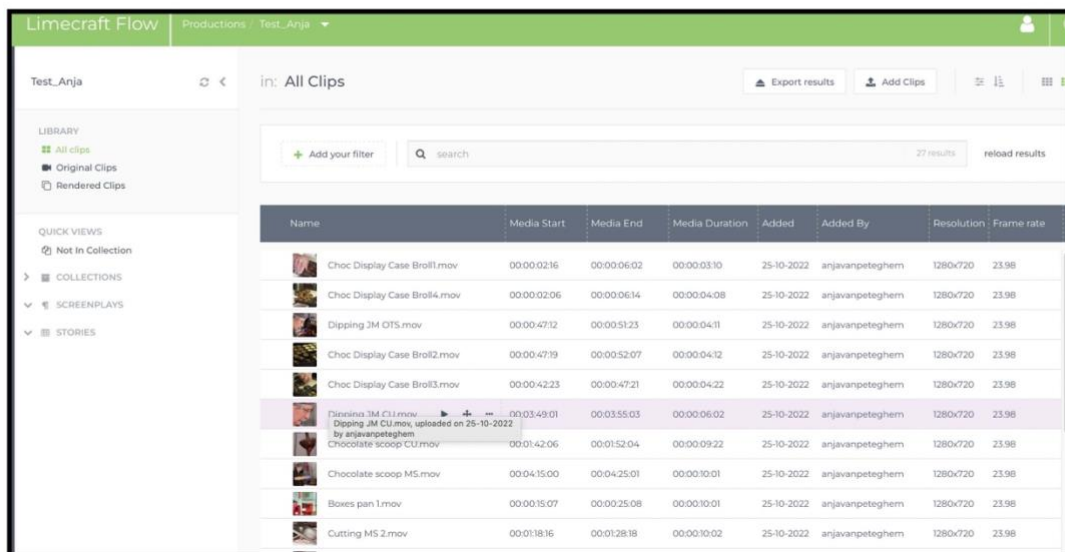 Limecraft Flow Productions / Test_Anja
Test_Anja
in: All Clips
Export results
Add Clips
LIBRARY
All clips
Original Clips
Rendered Clips
QUICK VIEWS
Not In Collection
COLLECTIONS
SCREENPLAYS
STORIES
Add your filter
search
27 results
reload results
Name Media Start Media End Media Duration Added Added By Resolution Frame rate
Choc Display Case Broll1.mov 00:00:02:16 00:00:06:02 00:00:03:10 25-10-2022 anjavanpeteghem 1280x720 23.98
Choc Display Case Broll4.mov 00:00:02:06 00:00:06:14 00:00:04:08 25-10-2022 anjavanpeteghem 1280x720 23.98
Dipping JM OTS.mov 00:00:47:12 00:00:51:23 00:00:04:11 25-10-2022 anjavanpeteghem 1280x720 23.98
Choc Display Case Broll2.mov 00:00:47:19 00:00:52:07 00:00:04:12 25-10-2022 anjavanpeteghem 1280x720 23.98
Choc Display Case Broll3.mov 00:00:42:23 00:00:47:21 00:00:04:22 25-10-2022 anjavanpeteghem 1280x720 23.98
Dipping JM CU.mov 00:03:49:01 00:03:55:03 00:00:06:02 25-10-2022 anjavanpeteghem 1280x720 23.98
Dipping JM CU.mov, uploaded on 25-10-2022
by anjavanpeteghem
Chocolate scoop CU.mov 00:01:42:06 00:01:52:04 00:00:09:22 25-10-2022 anjavanpeteghem 1280x720 23.98
Chocolate scoop MS.mov 00:04:15:00 00:04:25:01 00:00:10:01 25-10-2022 anjavanpeteghem 1280x720 23.98
Boxes pan 1.mov 00:00:15:07 00:00:25:08 00:00:10:01 25-10-2022 anjavanpeteghem 1280x720 23.98
Cutting MS 2.mov 00:01:18:16 00:01:28:18 00:00:10:02 25-10-2022 anjavanpeteghem 1280x720 23.98